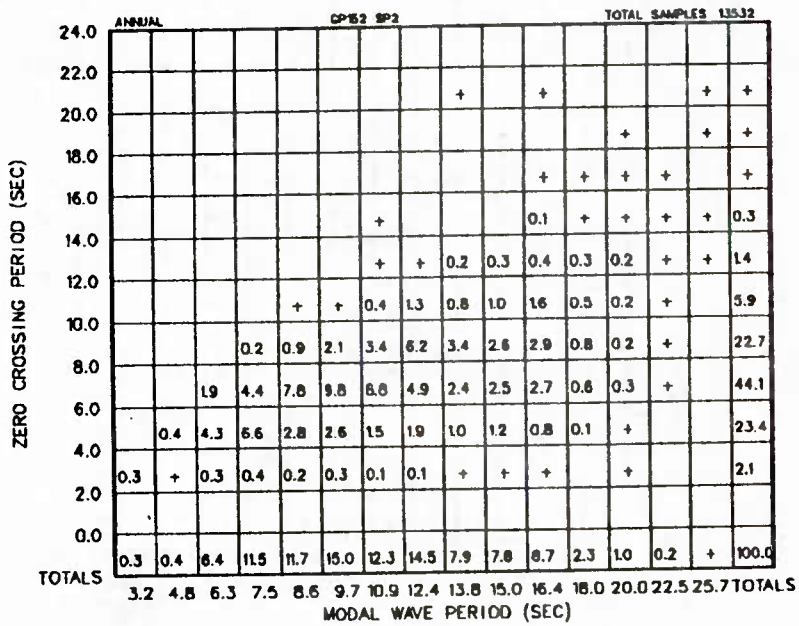 ANNUAL GP152 SP2 TOTAL SAMPLES 13532
24.0
22.0
+ + + +
20.0
+ + +
18.0
+ + + + +
16.0
+ 0.1 + + + + 0.3
14.0
+ + 0.2 0.3 0.4 0.3 0.2 + + 1.4
12.0
+ + 0.4 1.3 0.8 1.0 1.6 0.5 0.2 + 5.9
10.0
0.2 0.9 2.1 3.4 6.2 3.4 2.6 2.9 0.8 0.2 + 22.7
8.0
1.9 4.4 7.8 9.8 6.8 4.9 2.4 2.5 2.7 0.6 0.3 + 44.1
6.0
0.4 4.3 6.6 2.8 2.6 1.5 1.9 1.0 1.2 0.8 0.1 + 23.4
4.0
0.3 + 0.3 0.4 0.2 0.3 0.1 0.1 + + + + 2.1
2.0
0.0
0.3 0.4 6.4 11.5 11.7 15.0 12.3 14.5 7.9 7.8 8.7 2.3 1.0 0.2 + 100.0
TOTALS
3.2 4.8 6.3 7.5 8.6 9.7 10.9 12.4 13.8 15.0 16.4 18.0 20.0 22.5 25.7 TOTALS
MODAL WAVE PERIOD (SEC)
ZERO CROSSING PERIOD (SEC)